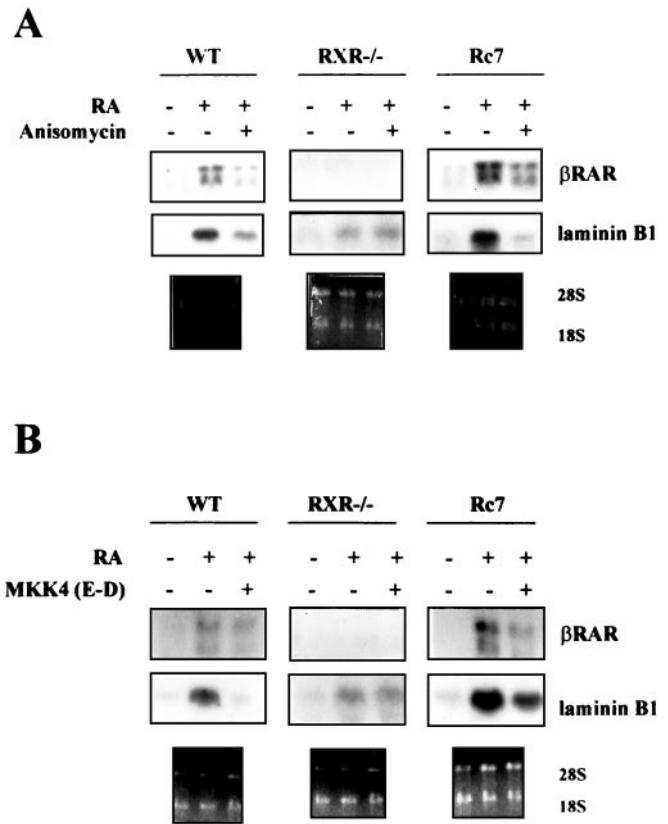 A
WT RXR-/- Rc7
RA - + + - + + - + +
Anisomycin - - + - - + - - +
βRAR
laminin B1
28S
18S
B
WT RXR-/- Rc7
RA - + + - + + - + +
MKK4 (E-D) - - + - - + - - +
βRAR
laminin B1
28S
18S